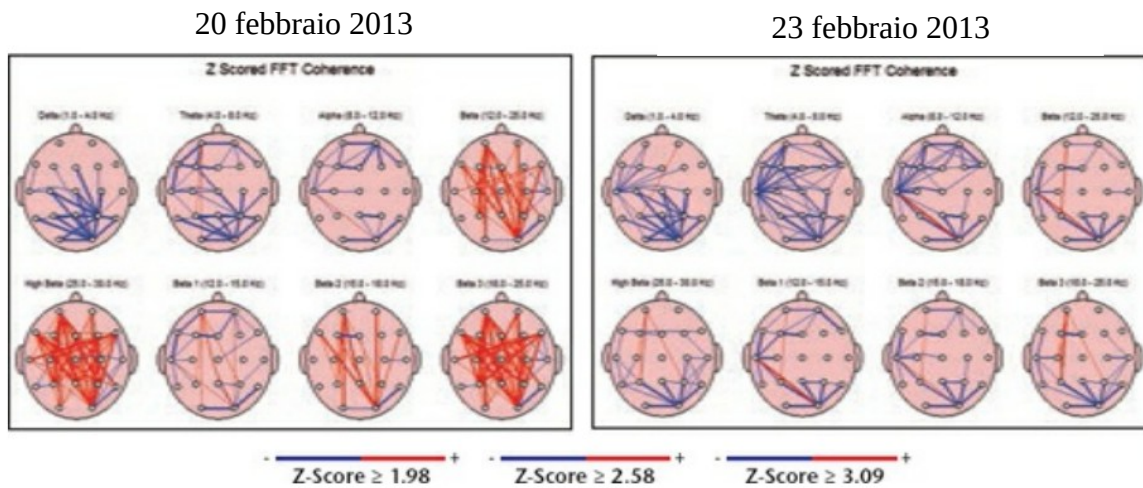 20 febbraio 2013
23 febbraio 2013
Z Scored FFT Coherence
Delta (1.0 - 4.0 Hz) Theta (4.0 - 8.0 Hz) Alpha (8.0 - 12.0 Hz) Beta (12.0 - 25.0 Hz)
High Beta (25.0 - 30.0 Hz) Beta 1 (12.0 - 15.0 Hz) Beta 2 (15.0 - 18.0 Hz) Beta 3 (18.0 - 25.0 Hz)
Z Scored FFT Coherence
Delta (1.0 - 4.0 Hz) Theta (4.0 - 8.0 Hz) Alpha (8.0 - 12.0 Hz) Beta (12.0 - 25.0 Hz)
High Beta (25.0 - 30.0 Hz) Beta 1 (12.0 - 15.0 Hz) Beta 2 (15.0 - 18.0 Hz) Beta 3 (18.0 - 25.0 Hz)
- + - + - +
Z-Score ≥ 1.98 Z-Score ≥ 2.58 Z-Score ≥ 3.09